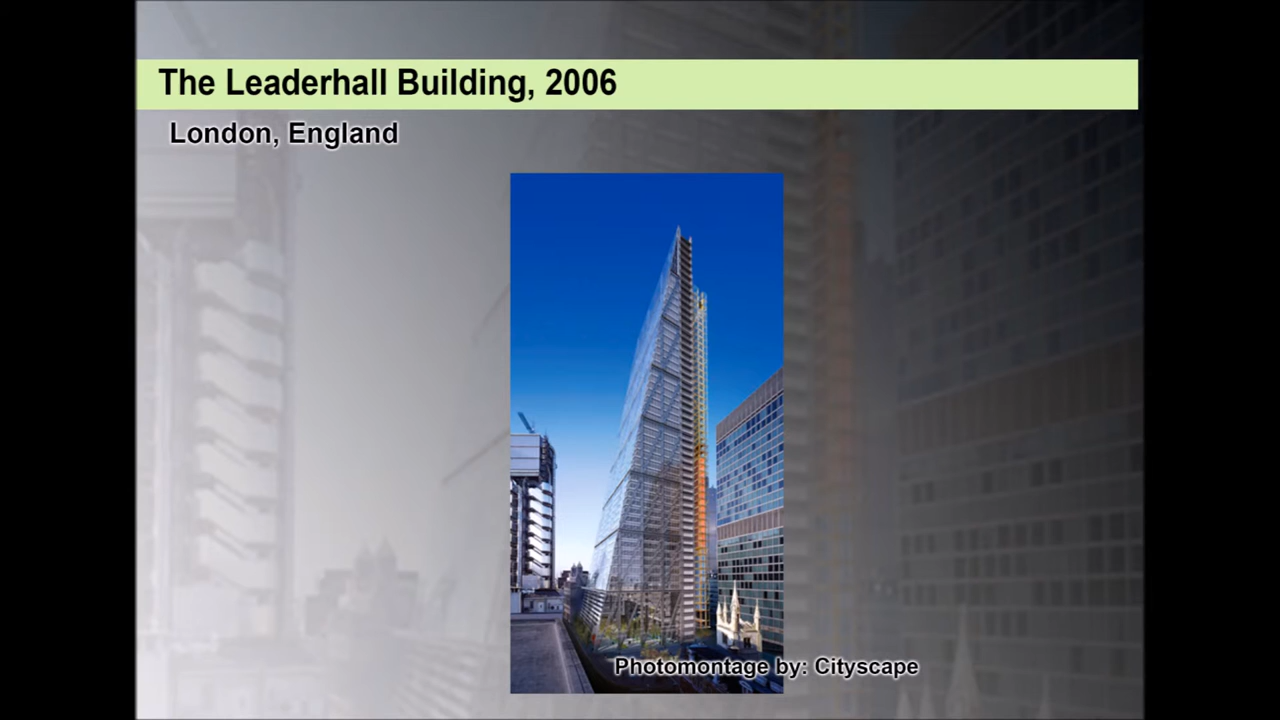 The Leaderhall Building, 2006
London, England
Photomontage by: Cityscape